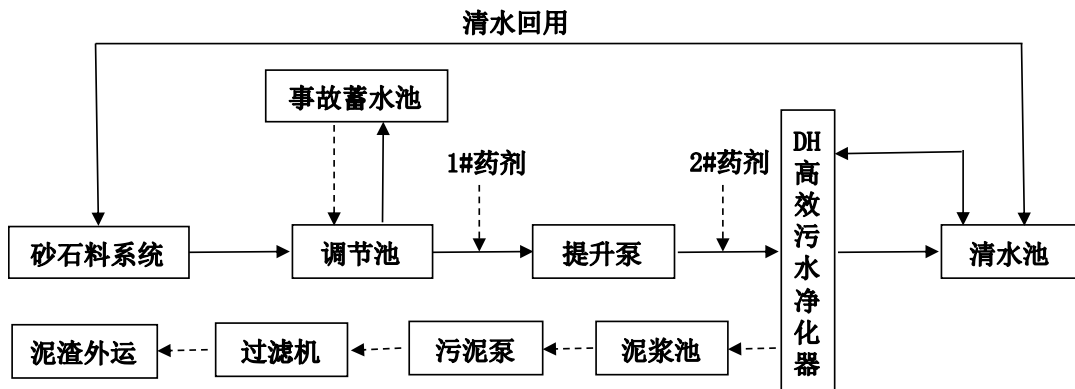 清水回用
事故蓄水池
1#药剂
2#药剂
DH高效污水净化器
砂石料系统
调节池
提升泵
清水池
泥渣外运
过滤机
污泥泵
泥浆池